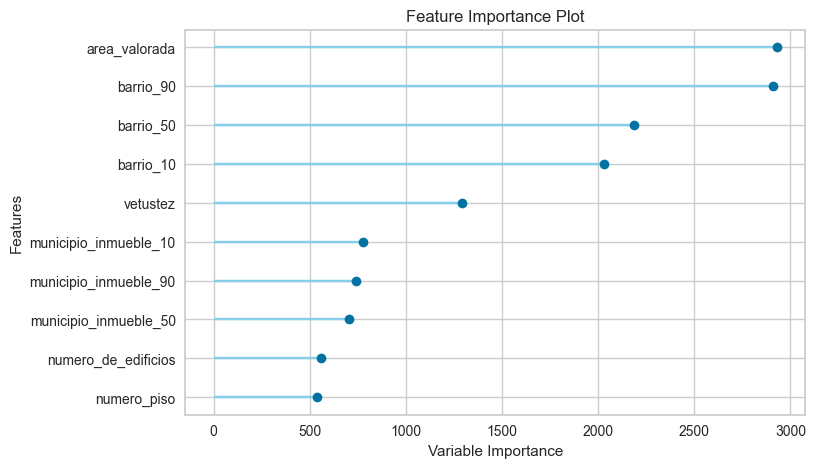 Feature Importance Plot
Features
area_valorada
barrio_90
barrio_50
barrio_10
vetustez
municipio_inmueble_10
municipio_inmueble_90
municipio_inmueble_50
numero_de_edificios
numero_piso
0 500 1000 1500 2000 2500 3000
Variable Importance